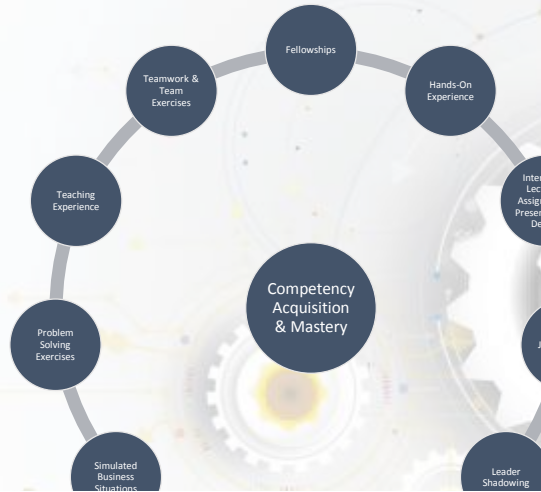 Fellowships
Teamwork &
Team
Exercises
Hands-On
Experience
Teaching
Experience
Competency
Acquisition
& Mastery
Problem
Solving
Exercises
Simulated
Business
Situations
Leader
Shadowing